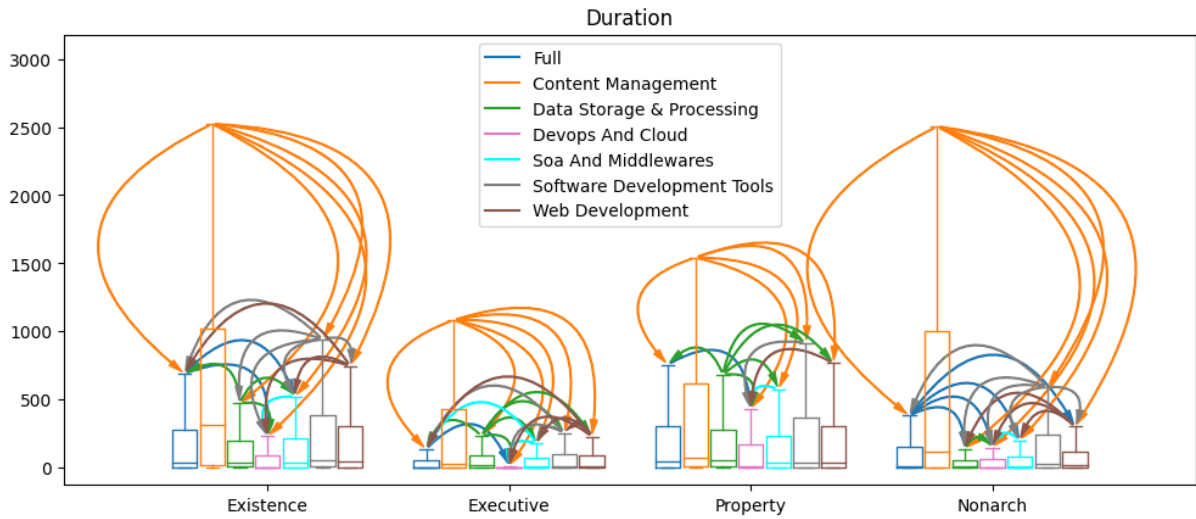 Duration
3000
2500
2000
1500
1000
500
0
Full
Content Management
Data Storage & Processing
Devops And Cloud
Soa And Middlewares
Software Development Tools
Web Development
Existence
Executive
Property
Nonarch